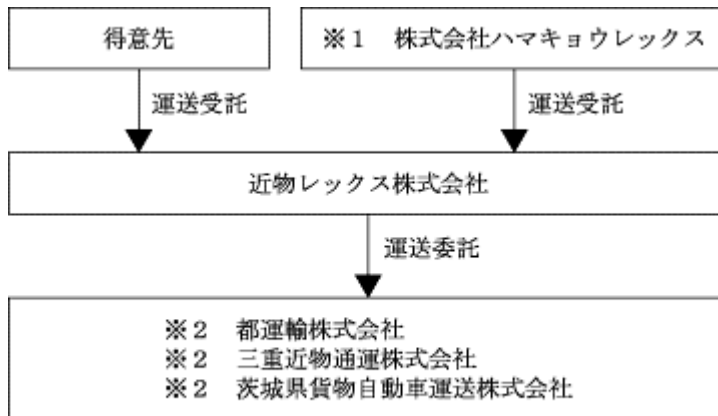 得意先
※1 株式会社ハマキョウレックス
運送受託
運送受託
近物レックス株式会社
運送委託
※2 都運輸株式会社
※2 三重近物通運株式会社
※2 茨城県貨物自動車運送株式会社